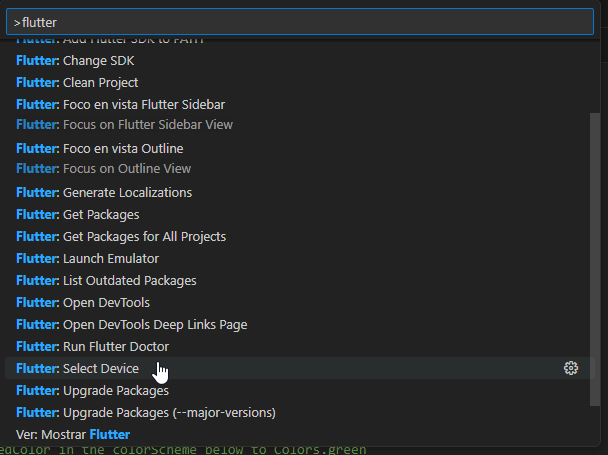 >flutter
Flutter: Add Flutter SDK to PATH
Flutter: Change SDK
Flutter: Clean Project
Flutter: Foco en vista Flutter Sidebar
Flutter: Focus on Flutter Sidebar View
Flutter: Foco en vista Outline
Flutter: Focus on Outline View
Flutter: Generate Localizations
Flutter: Get Packages
Flutter: Get Packages for All Projects
Flutter: Launch Emulator
Flutter: List Outdated Packages
Flutter: Open DevTools
Flutter: Open DevTools Deep Links Page
Flutter: Run Flutter Doctor
Flutter: Select Device
Flutter: Upgrade Packages
Flutter: Upgrade Packages (--major-versions)
Ver: Mostrar Flutter
edColor in the colorScheme below to Colors.green